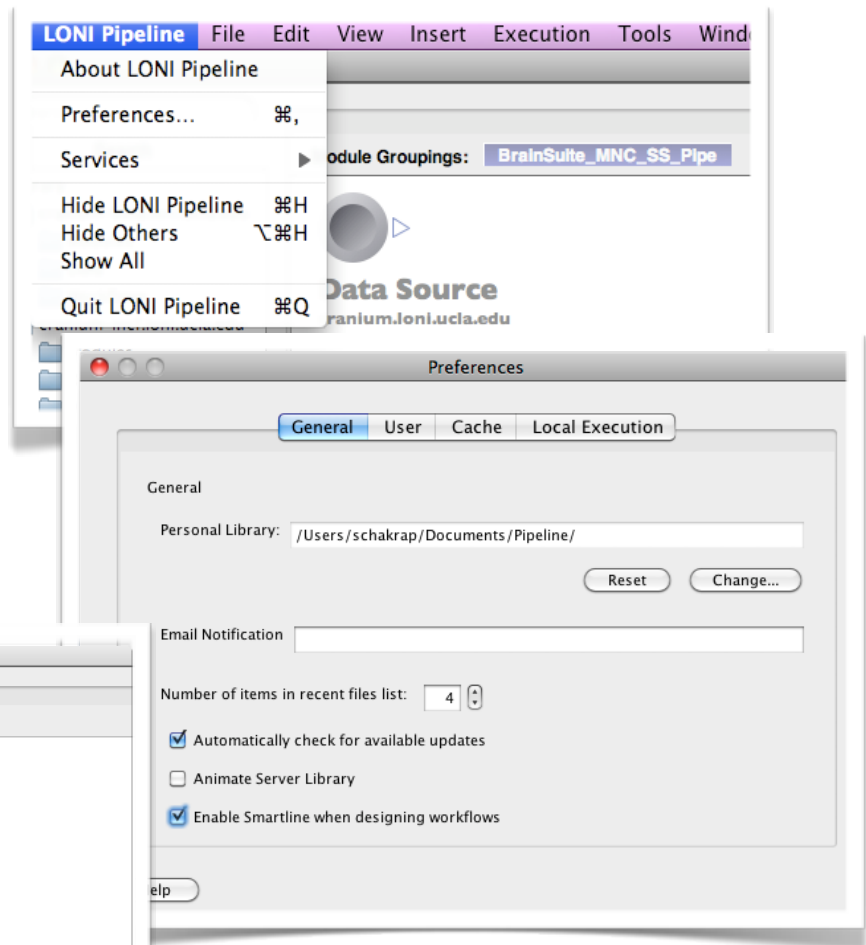 LONI Pipeline File Edit View Insert Execution Tools
About LONI Pipeline
Preferences... ⌘,
Services ▶
Hide LONI Pipeline ⌘H
Hide Others ⌥⌘H
Show All
Quit LONI Pipeline ⌘Q
odule Groupings: BrainSuite_MNC_SS_Pipe
Data Source
ranium.loni.ucla.edu
Preferences
General User Cache Local Execution
General
Personal Library: /Users/schakrap/Documents/Pipeline/
Reset Change...
Email Notification
Number of items in recent files list: 4
Automatically check for available updates
Animate Server Library
Enable Smartline when designing workflows
elp